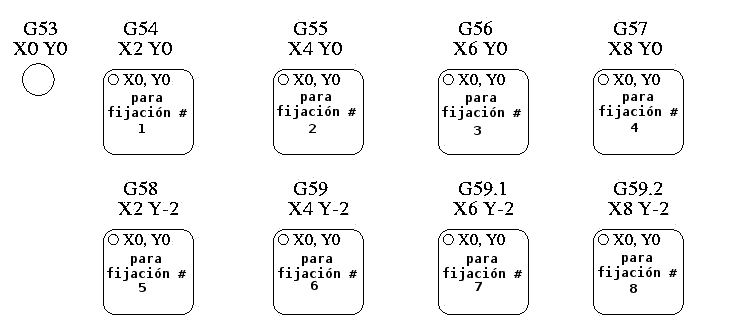 G53
X0 Y0
G54
X2 Y0
X0, Y0
para
fijación #
1
G55
X4 Y0
X0, Y0
para
fijación #
2
G56
X6 Y0
X0, Y0
para
fijación #
3
G57
X8 Y0
X0, Y0
para
fijación #
4
G58
X2 Y-2
X0, Y0
para
fijación #
5
G59
X4 Y-2
X0, Y0
para
fijación #
6
G59.1
X6 Y-2
X0, Y0
para
fijación #
7
G59.2
X8 Y-2
X0, Y0
para
fijación #
8